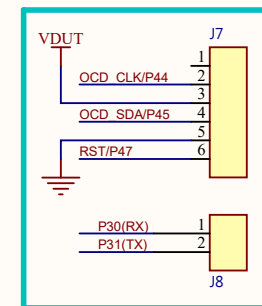 J7
VDUT
1
OCD_CLK/P44 2
3
OCD_SDA/P45 4
5
RST/P47 6
P30(RX) 1
P31(TX) 2
J8